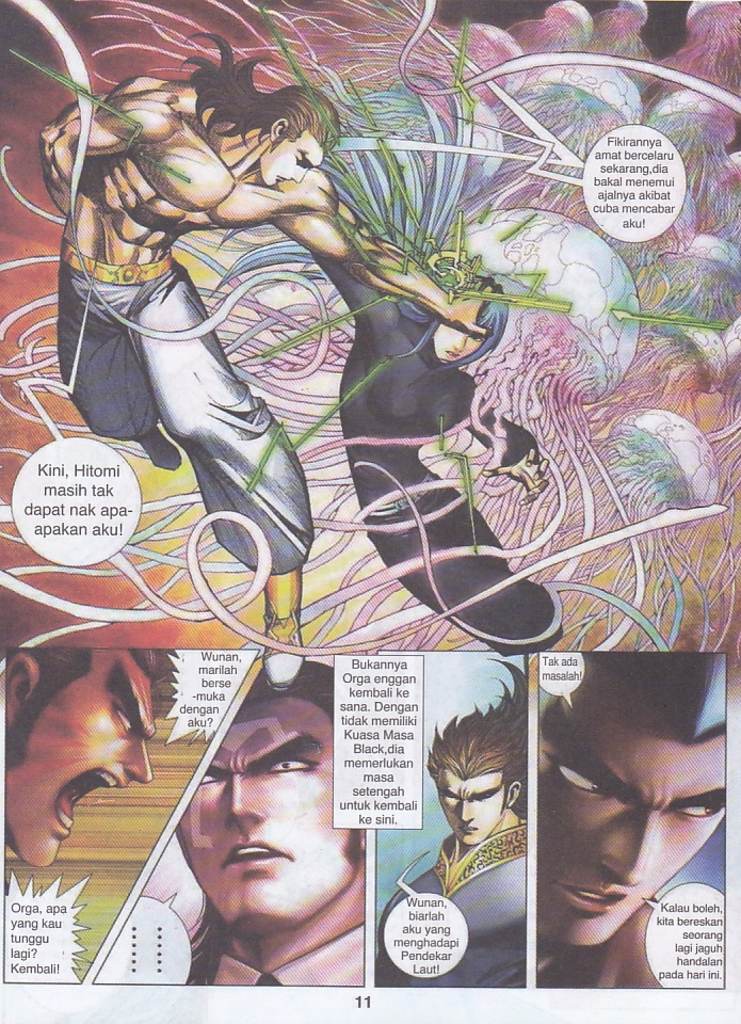 Fikirannya
amat bercelaru
sekarang,dia
bakal menemui
ajalnya akibat
cuba mencabar
aku!
Kini, Hitomi
masih tak
dapat nak apa-
apakan aku!
Wunan,
marilah
berse
-muka
dengan
aku?
Orga, apa
yang kau
tunggu
lagi?
Kembali!
Bukannya
Orga enggan
kembali ke
sana. Dengan
tidak memiliki
Kuasa Masa
Black,dia
memerlukan
masa
setengah
untuk kembali
ke sini.
Wunan,
biarlah
aku yang
menghadapi
Pendekar
Laut!
Tak ada
masalah!
Kalau boleh,
kita bereskan
seorang
lagi jaguh
handalan
pada hari ini.
11